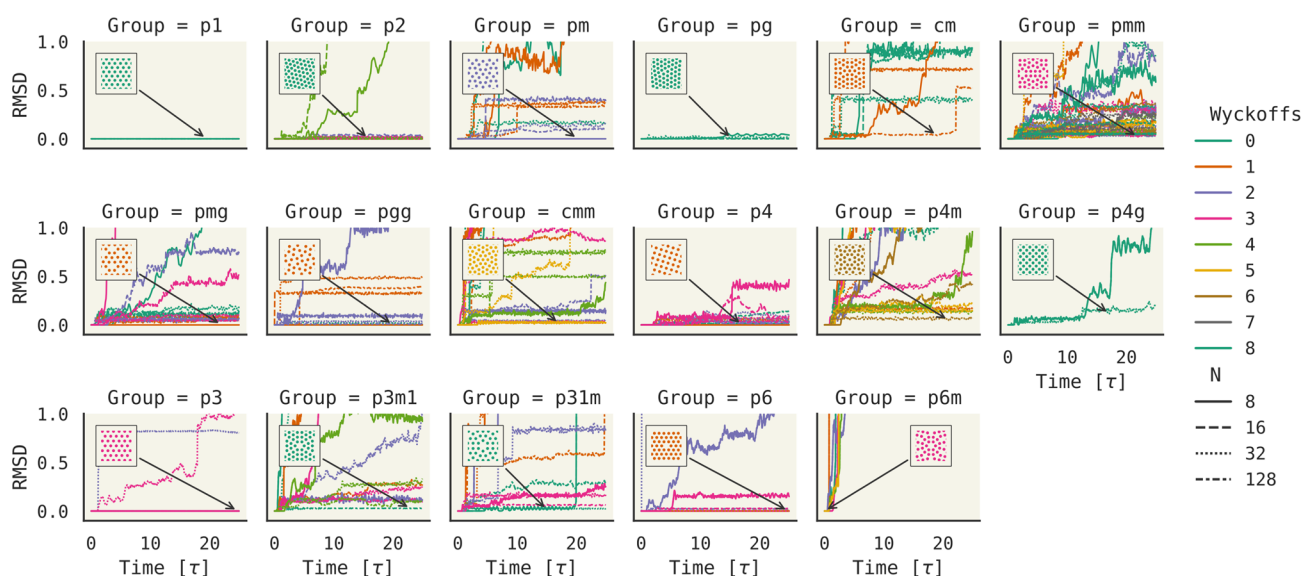 Group = p1
Group = p2
Group = pm
Group = pg
Group = cm
Group = pmm
1.0
0.5
0.0
RMSD
Group = pmg
Group = pgg
Group = cmm
Group = p4
Group = p4m
Group = p4g
1.0
0.5
0.0
RMSD
0 10 20
Time [τ]
Group = p3
Group = p3m1
Group = p31m
Group = p6
Group = p6m
1.0
0.5
0.0
RMSD
0 10 20
0 10 20
0 10 20
0 10 20
0 10 20
Time [τ]
Time [τ]
Time [τ]
Time [τ]
Time [τ]
Wyckoffs
0
1
2
3
4
5
6
7
8
N
8
16
32
128